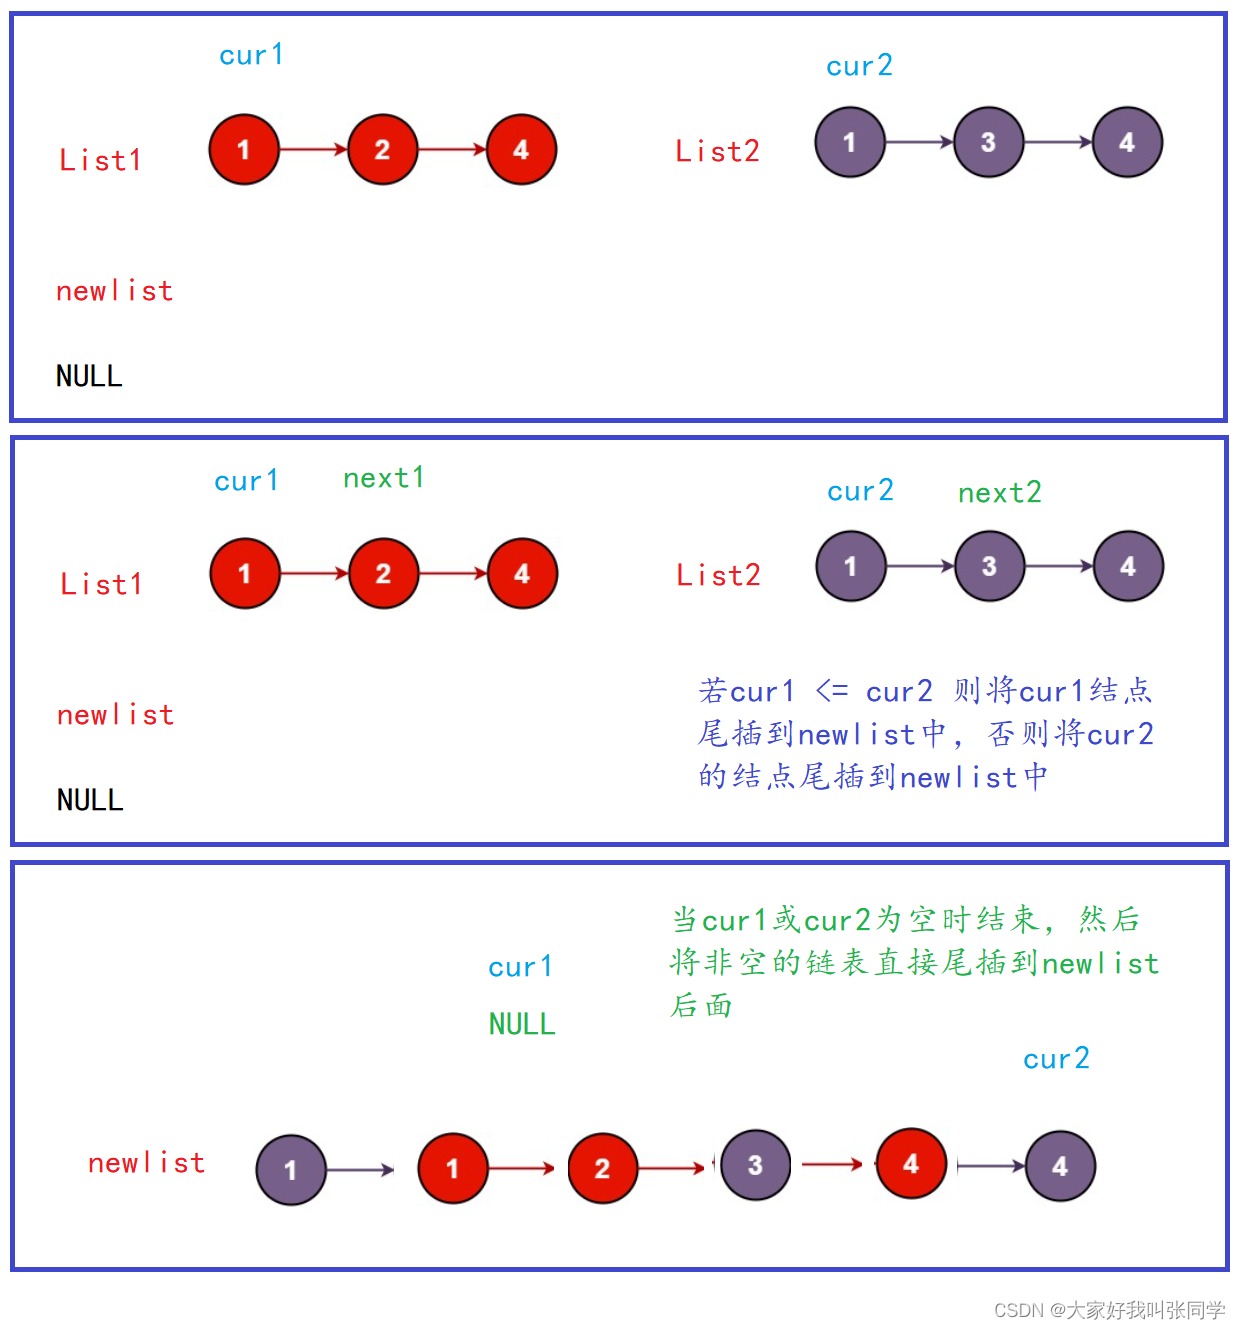 cur1 cur2
List1 1 2 4 List2 1 3 4
newlist
NULL
cur1 next1 cur2 next2
List1 1 2 4 List2 1 3 4
若cur1 <= cur2 则将cur1结点
newlist 尾插到newlist中，否则将cur2
的结点尾插到newlist中
NULL
当cur1或cur2为空时结束，然后
cur1 将非空的链表直接尾插到newlist
后面
NULL
cur2
newlist 1 1 2 3 4 4
CSDN @大家好我叫张同学